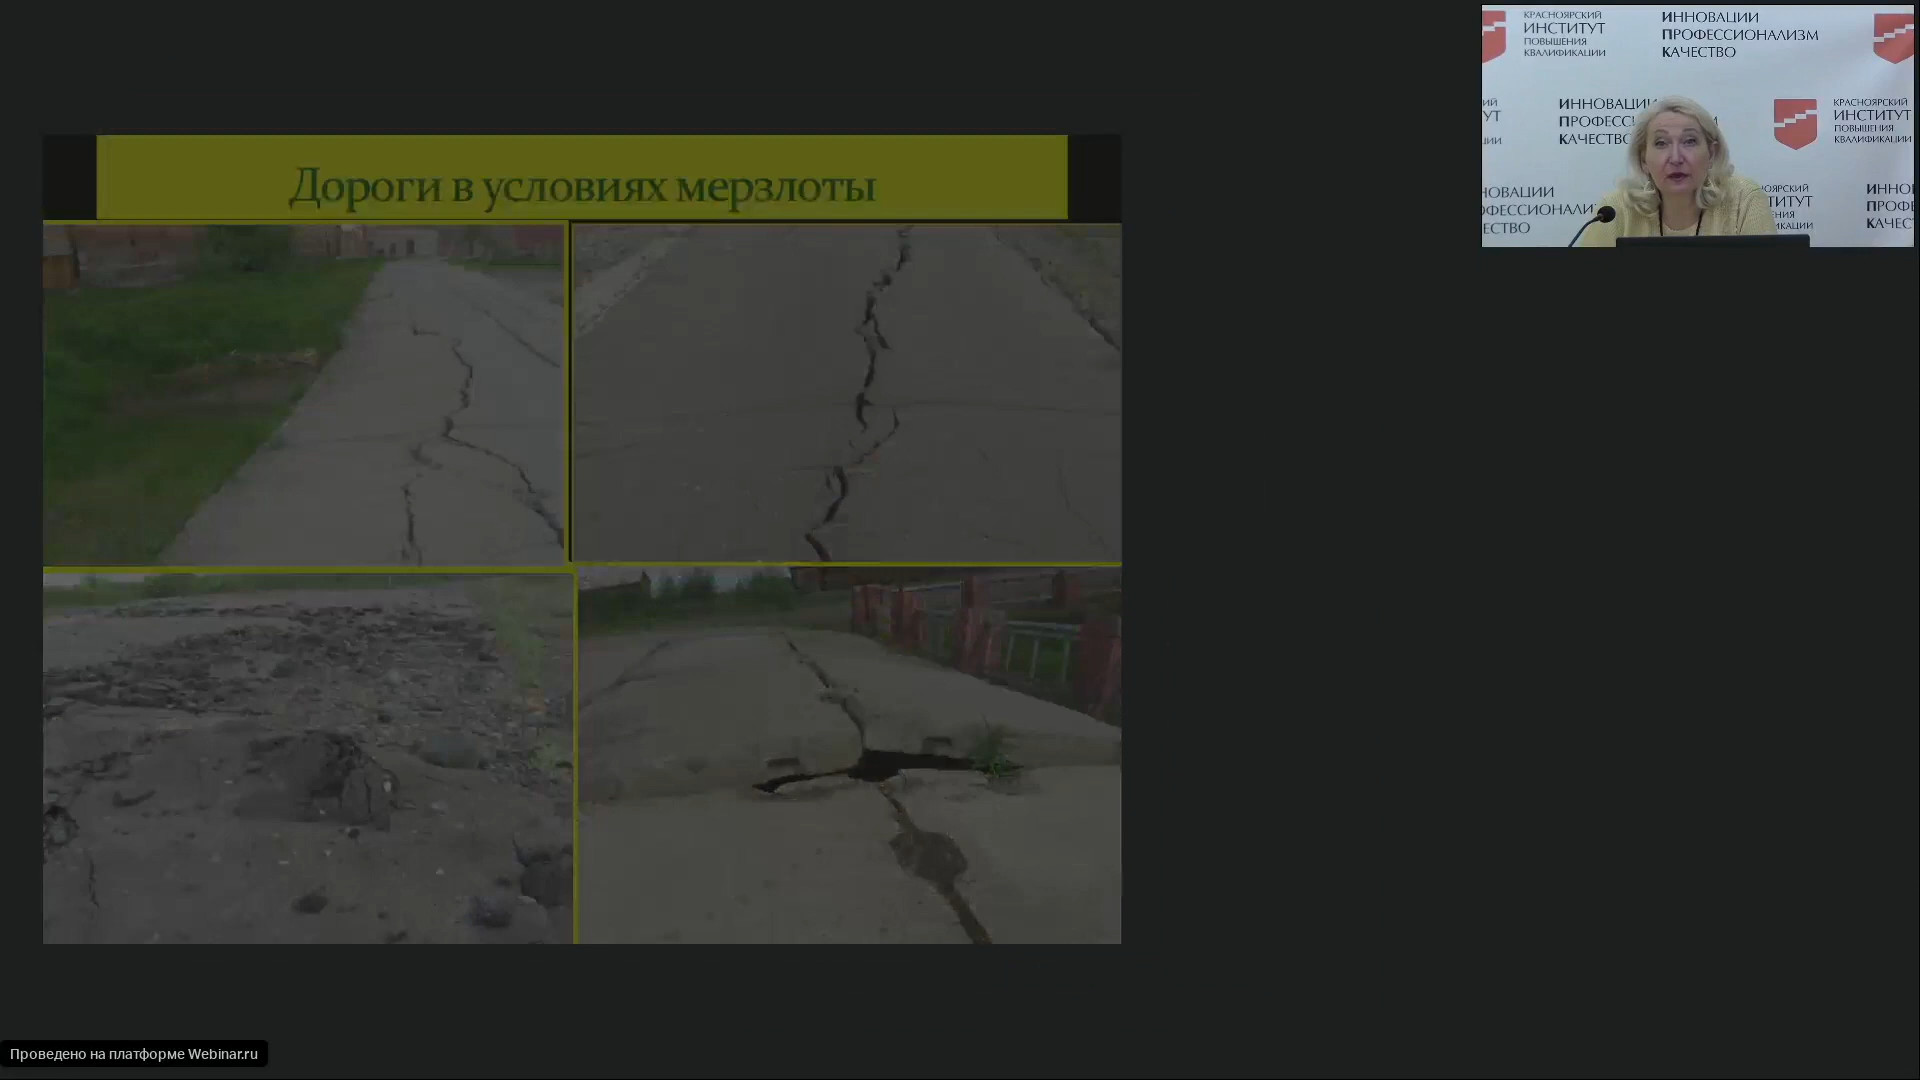 Дороги в условиях мерзлоты
КРАСНОЯРСКИЙ
ИНСТИТУТ
ПОВЫШЕНИЯ
КВАЛИФИКАЦИИ
ИННОВАЦИИ
ПРОФЕССИОНАЛИЗМ
КАЧЕСТВО
ИННОВАЦИИ
КРАСНОЯРСКИЙ
ИНСТИТУТ
ПОВЫШЕНИЯ
КВАЛИФИКАЦИИ
Проведено на платформе Webinar.ru